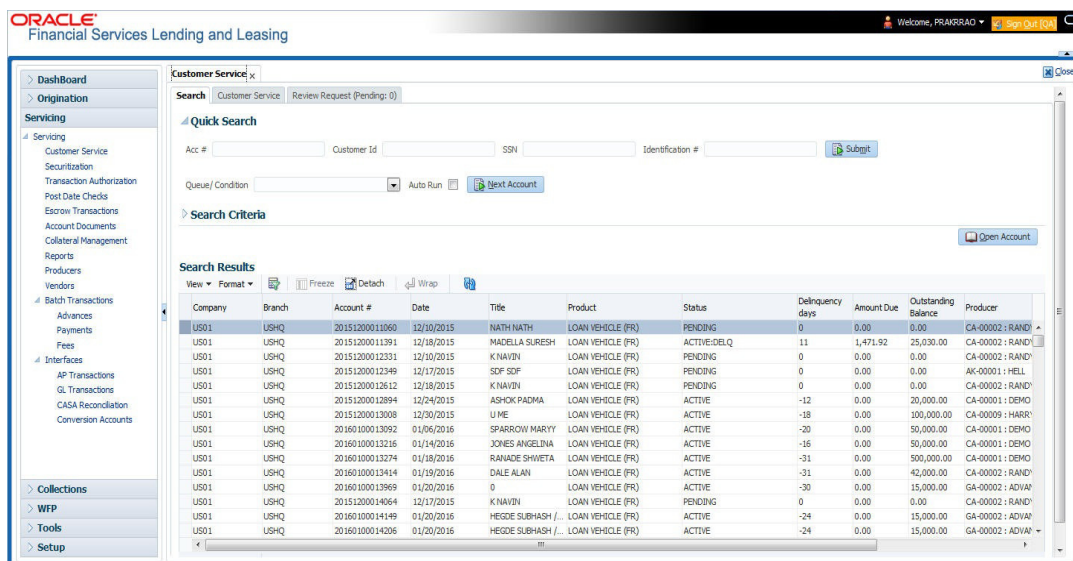 ORACLE
Financial Services Lending and Leasing
Welcome, PRAKRRAO
Sign Out [QA]
Close
DashBoard
Origination
Servicing
Servicing
Customer Service
Securitization
Transaction Authorization
Post Date Checks
Escrow Transactions
Account Documents
Collateral Management
Reports
Producers
Vendors
Batch Transactions
Advances
Payments
Fees
Interfaces
AP Transactions
GL Transactions
CASA Reconciliation
Conversion Accounts
Collections
WFP
Tools
Setup
Customer Service x
Search Customer Service Review Request (Pending: 0)
Quick Search
Acc # Customer Id SSN Identification # Submit
Queue/ Condition Auto Run Next Account
Search Criteria
Open Account
Search Results
View Format Freeze Detach Wrap
Company Branch Account # Date Title Product Status Delinquency days Amount Due Outstanding Balance Producer
US01 USHQ 20151200011060 12/10/2015 NATH NATH LOAN VEHICLE (FR) PENDING 0 0.00 0.00 CA-00002 : RANDY
US01 USHQ 20151200011391 12/18/2015 MADELLA SURESH LOAN VEHICLE (FR) ACTIVE:DELQ 11 1,471.92 25,030.00 CA-00002 : RANDY
US01 USHQ 20151200012331 12/10/2015 K NAVIN LOAN VEHICLE (FR) PENDING 0 0.00 0.00 CA-00002 : RANDY
US01 USHQ 20151200012349 12/17/2015 SDF SDF LOAN VEHICLE (FR) PENDING 0 0.00 0.00 AK-00001 : HELL
US01 USHQ 20151200012612 12/18/2015 K NAVIN LOAN VEHICLE (FR) PENDING 0 0.00 0.00 CA-00002 : RANDY
US01 USHQ 20151200012894 12/24/2015 ASHOK PADMA LOAN VEHICLE (FR) ACTIVE -12 0.00 20,000.00 CA-00001 : DEMO
US01 USHQ 20151200013008 12/30/2015 U ME LOAN VEHICLE (FR) ACTIVE -18 0.00 100,000.00 CA-00009 : HARRY
US01 USHQ 20160100013092 01/06/2016 SPARROW MARYY LOAN VEHICLE (FR) ACTIVE -20 0.00 50,000.00 CA-00001 : DEMO
US01 USHQ 20160100013216 01/14/2016 JONES ANGELINA LOAN VEHICLE (FR) ACTIVE -16 0.00 50,000.00 CA-00001 : DEMO
US01 USHQ 20160100013274 01/18/2016 RANADE SHWETA LOAN VEHICLE (FR) ACTIVE -31 0.00 500,000.00 CA-00001 : DEMO
US01 USHQ 20160100013414 01/19/2016 DALE ALAN LOAN VEHICLE (FR) ACTIVE -31 0.00 42,000.00 CA-00002 : RANDY
US01 USHQ 20160100013969 01/20/2016 0 LOAN VEHICLE (FR) ACTIVE -30 0.00 15,000.00 GA-00002 : ADVAN
US01 USHQ 20151200014064 12/17/2015 K NAVIN LOAN VEHICLE (FR) PENDING 0 0.00 0.00 CA-00002 : RANDY
US01 USHQ 20160100014149 01/20/2016 HEGDE SUBHASH /... LOAN VEHICLE (FR) ACTIVE -24 0.00 15,000.00 GA-00002 : ADVAN
US01 USHQ 20160100014206 01/20/2016 HEGDE SUBHASH /... LOAN VEHICLE (FR) ACTIVE -24 0.00 15,000.00 GA-00002 : ADVAN